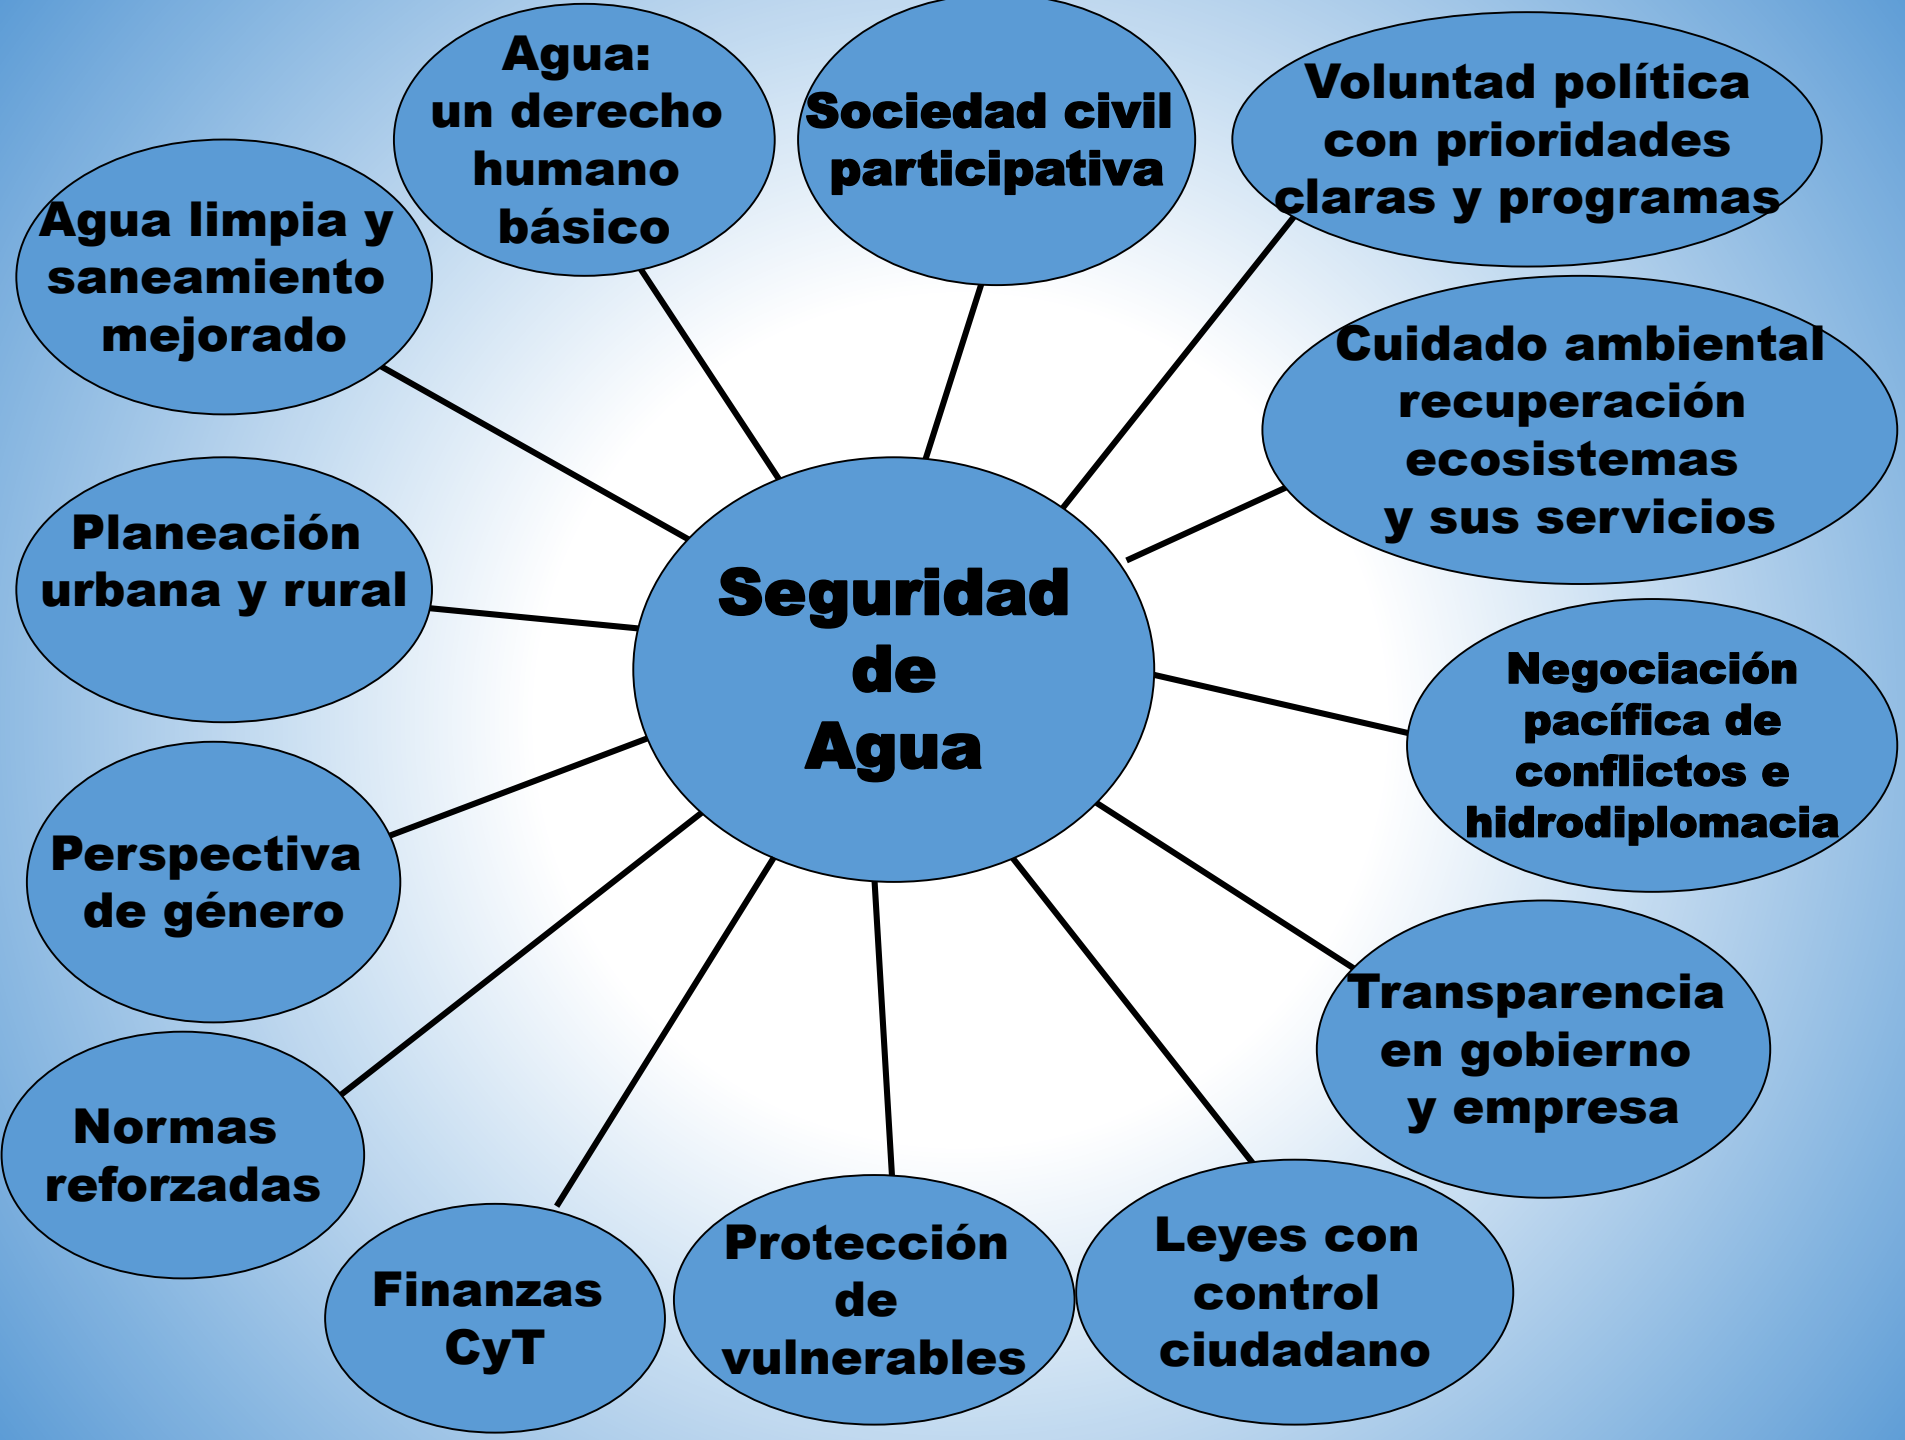 Agua:
un derecho
humano
básico
Sociedad civil
participativa
Voluntad política
con prioridades
claras y programas
Agua limpia y
saneamiento
mejorado
Cuidado ambiental
recuperación
ecosistemas
y sus servicios
Planeación
urbana y rural
Seguridad
de
Agua
Negociación
pacífica de
conflictos e
hidrodiplomacia
Perspectiva
de género
Transparencia
en gobierno
y empresa
Normas
reforzadas
Finanzas
CyT
Protección
de
vulnerables
Leyes con
control
ciudadano